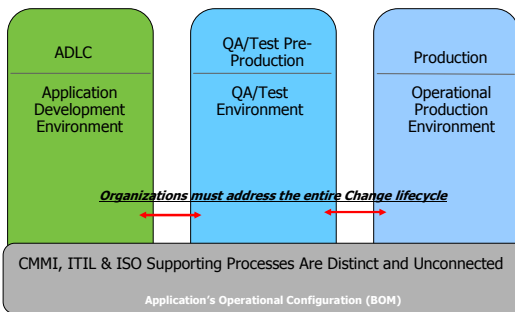 ADLC
Application
Development
Environment
QA/Test Pre-
Production
QA/Test
Environment
Production
Operational
Production
Environment
Organizations must address the entire Change lifecycle
CMMI, ITIL & ISO Supporting Processes Are Distinct and Unconnected
Application's Operational Configuration (BOM)